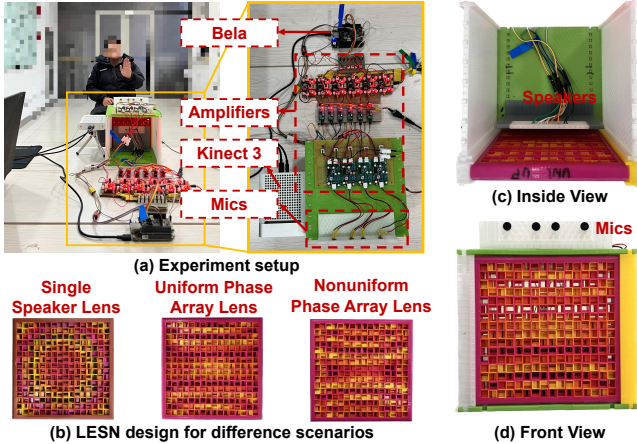 Bela
Amplifiers
Kinect 3
Mics
(a) Experiment setup
Single
Speaker Lens
Uniform Phase
Array Lens
Nonuniform
Phase Array Lens
(b) LESN design for difference scenarios
Speakers
(c) Inside View
Mics
(d) Front View